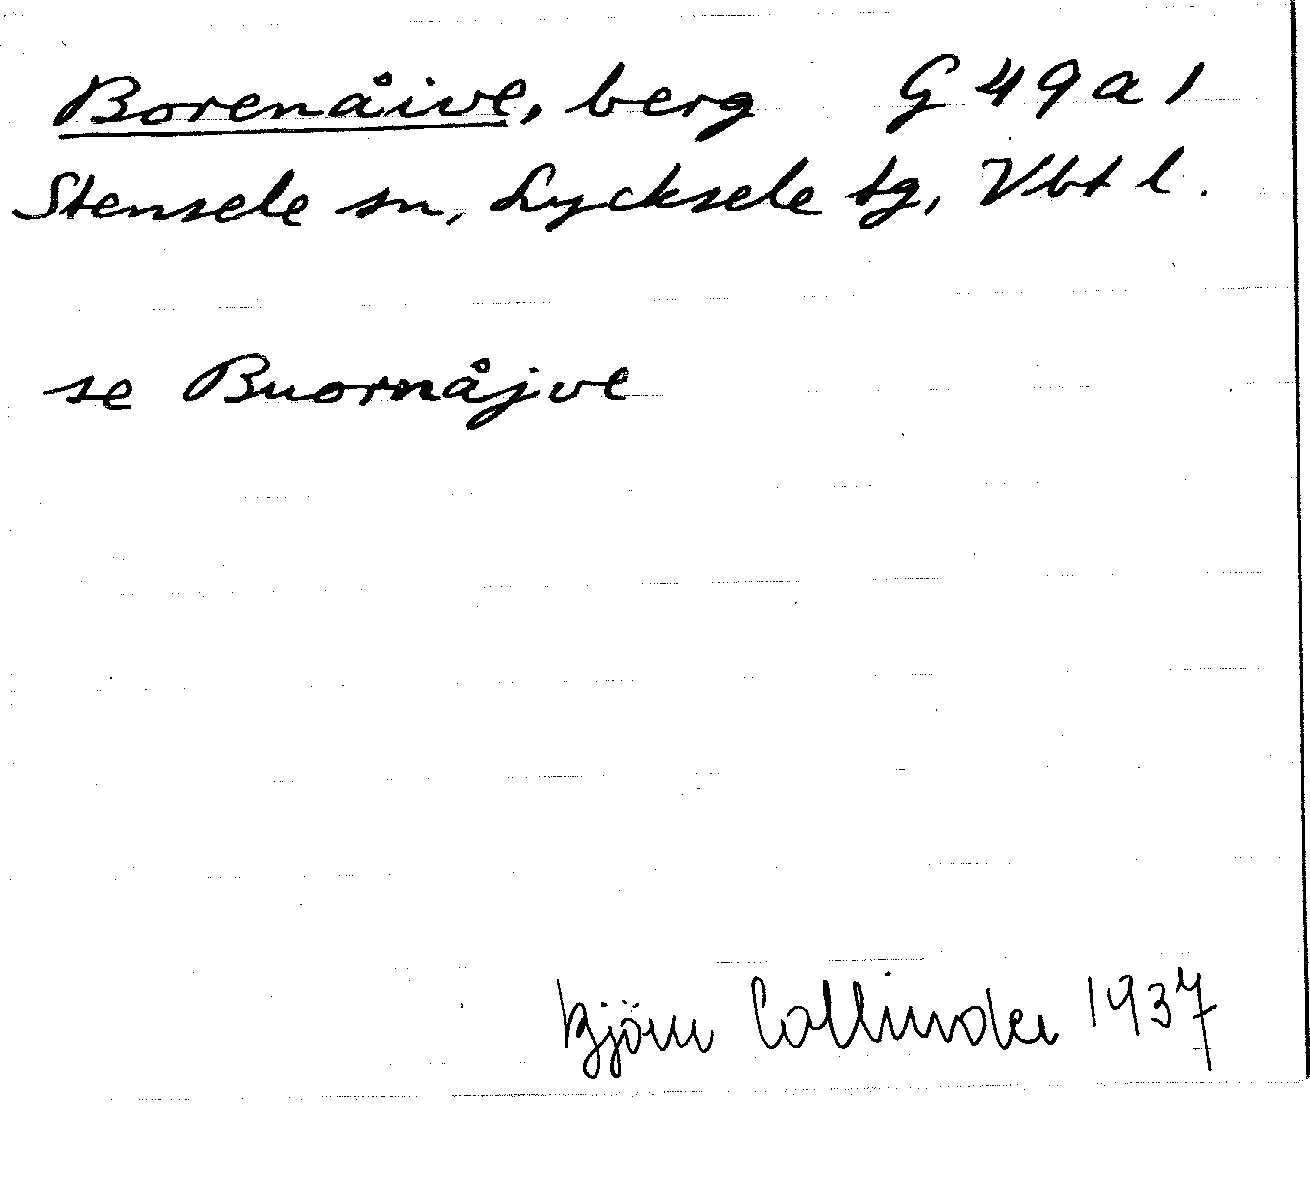 Borenåive, berg G 49 a 1
Stensele sn, Lycksele tg, Vbt l.
se Buornåjve
Björn Collinder 1937